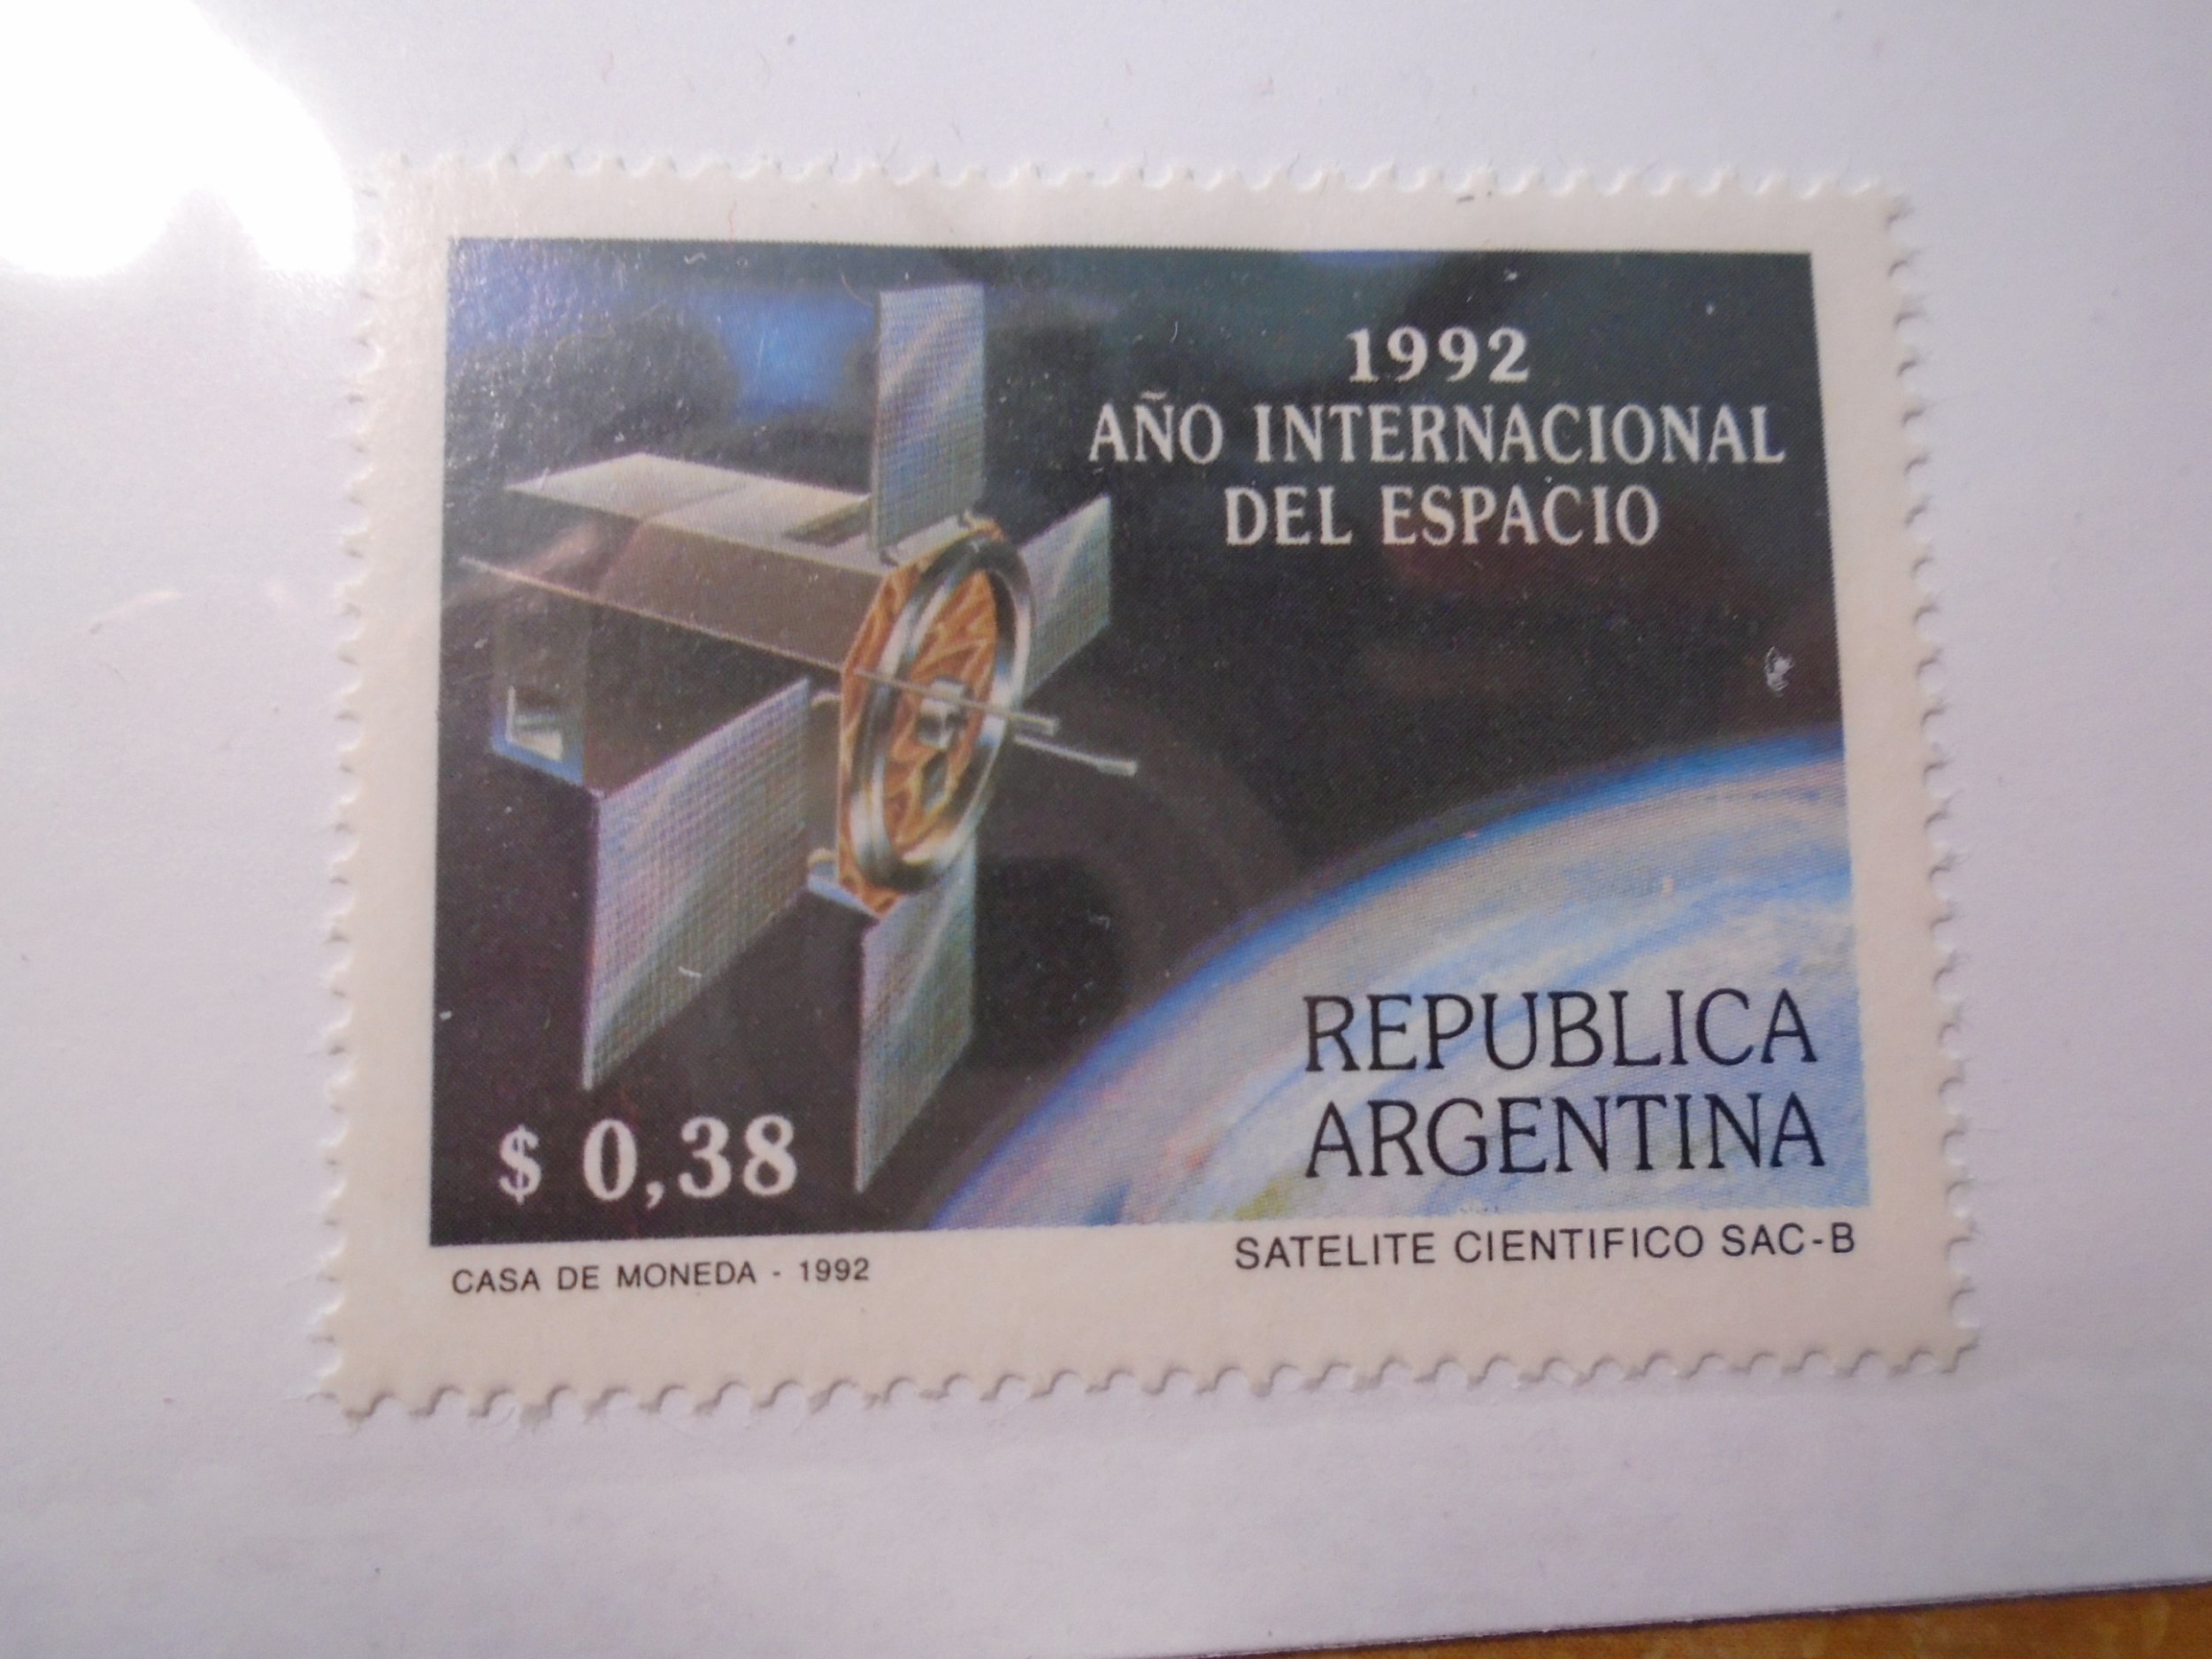 1992
AÑO INTERNACIONAL
DEL ESPACIO
REPUBLICA
ARGENTINA
$ 0,38
CASA DE MONEDA - 1992
SATELITE CIENTIFICO SAC-B